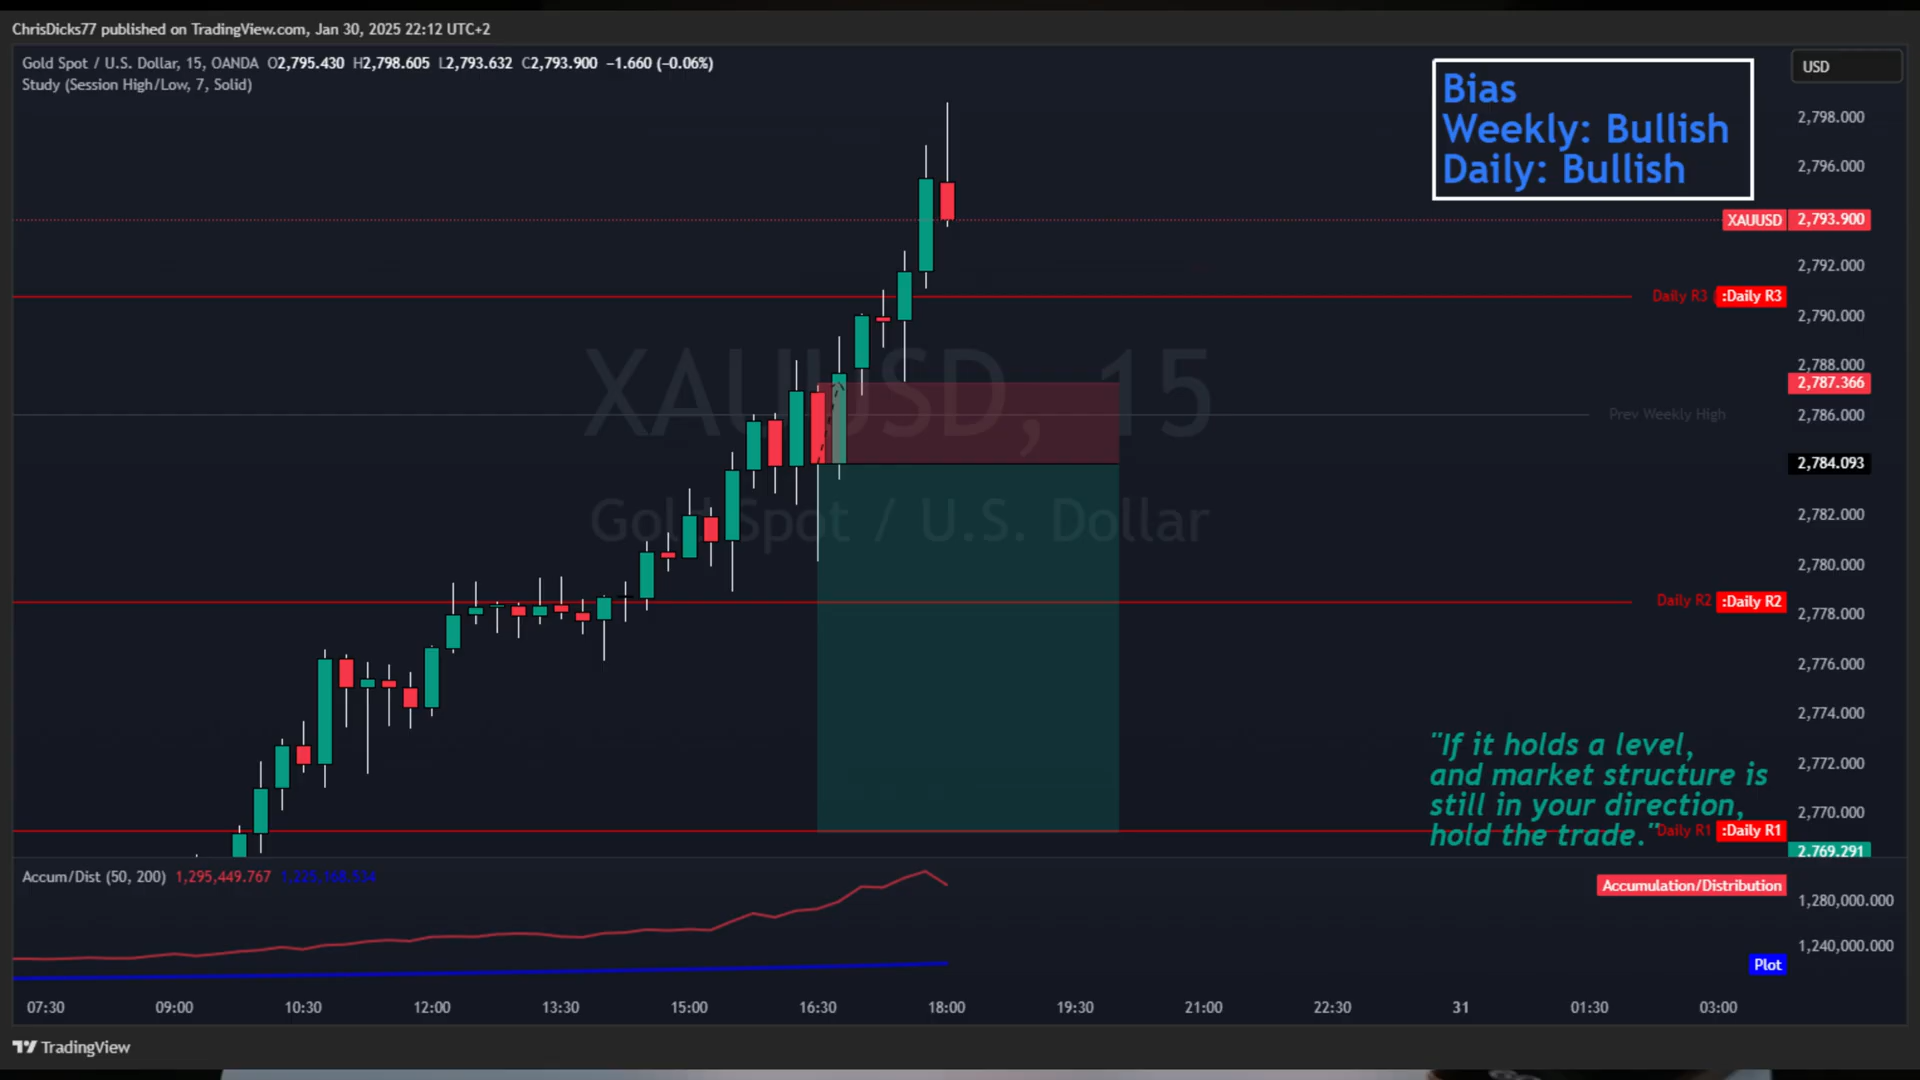 ChrisDicks77 published on TradingView.com, Jan 30, 2025 22:12 UTC+2
Gold Spot / U.S. Dollar, 15, OANDA O2,795.430 H2,798.605 L2,793.632 C2,793.900 −1.660 (−0.06%)
Study (Session High/Low, 7, Solid)
Bias
Weekly: Bullish
Daily: Bullish
USD
2,798.000
2,796.000
XAUUSD 2,793.900
2,792.000
Daily R3 :Daily R3
2,790.000
2,788.000
2,787.366
XAUUSD, 15
Prev Weekly High 2,786.000
2,784.093
Gold Spot / U.S. Dollar
2,782.000
2,780.000
Daily R2 :Daily R2
2,778.000
2,776.000
2,774.000
2,772.000
2,770.000
"If it holds a level,
and market structure is
still in your direction,
hold the trade."
Daily R1 :Daily R1
2,769.291
Accum/Dist (50, 200) 1,295,449.767 1,225,168.534
Accumulation/Distribution
1,280,000.000
1,240,000.000
Plot
07:30 09:00 10:30 12:00 13:30 15:00 16:30 18:00 19:30 21:00 22:30 31 01:30 03:00
TradingView